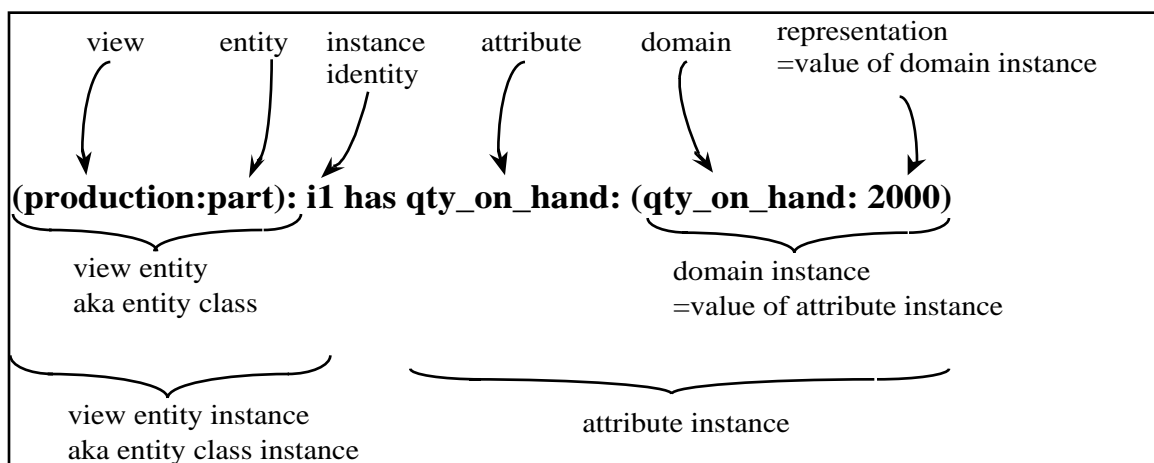 view entity instance attribute domain representation
identity =value of domain instance
(production:part): i1 has qty_on_hand: (qty_on_hand: 2000)
view entity domain instance
aka entity class =value of attribute instance
view entity instance attribute instance
aka entity class instance